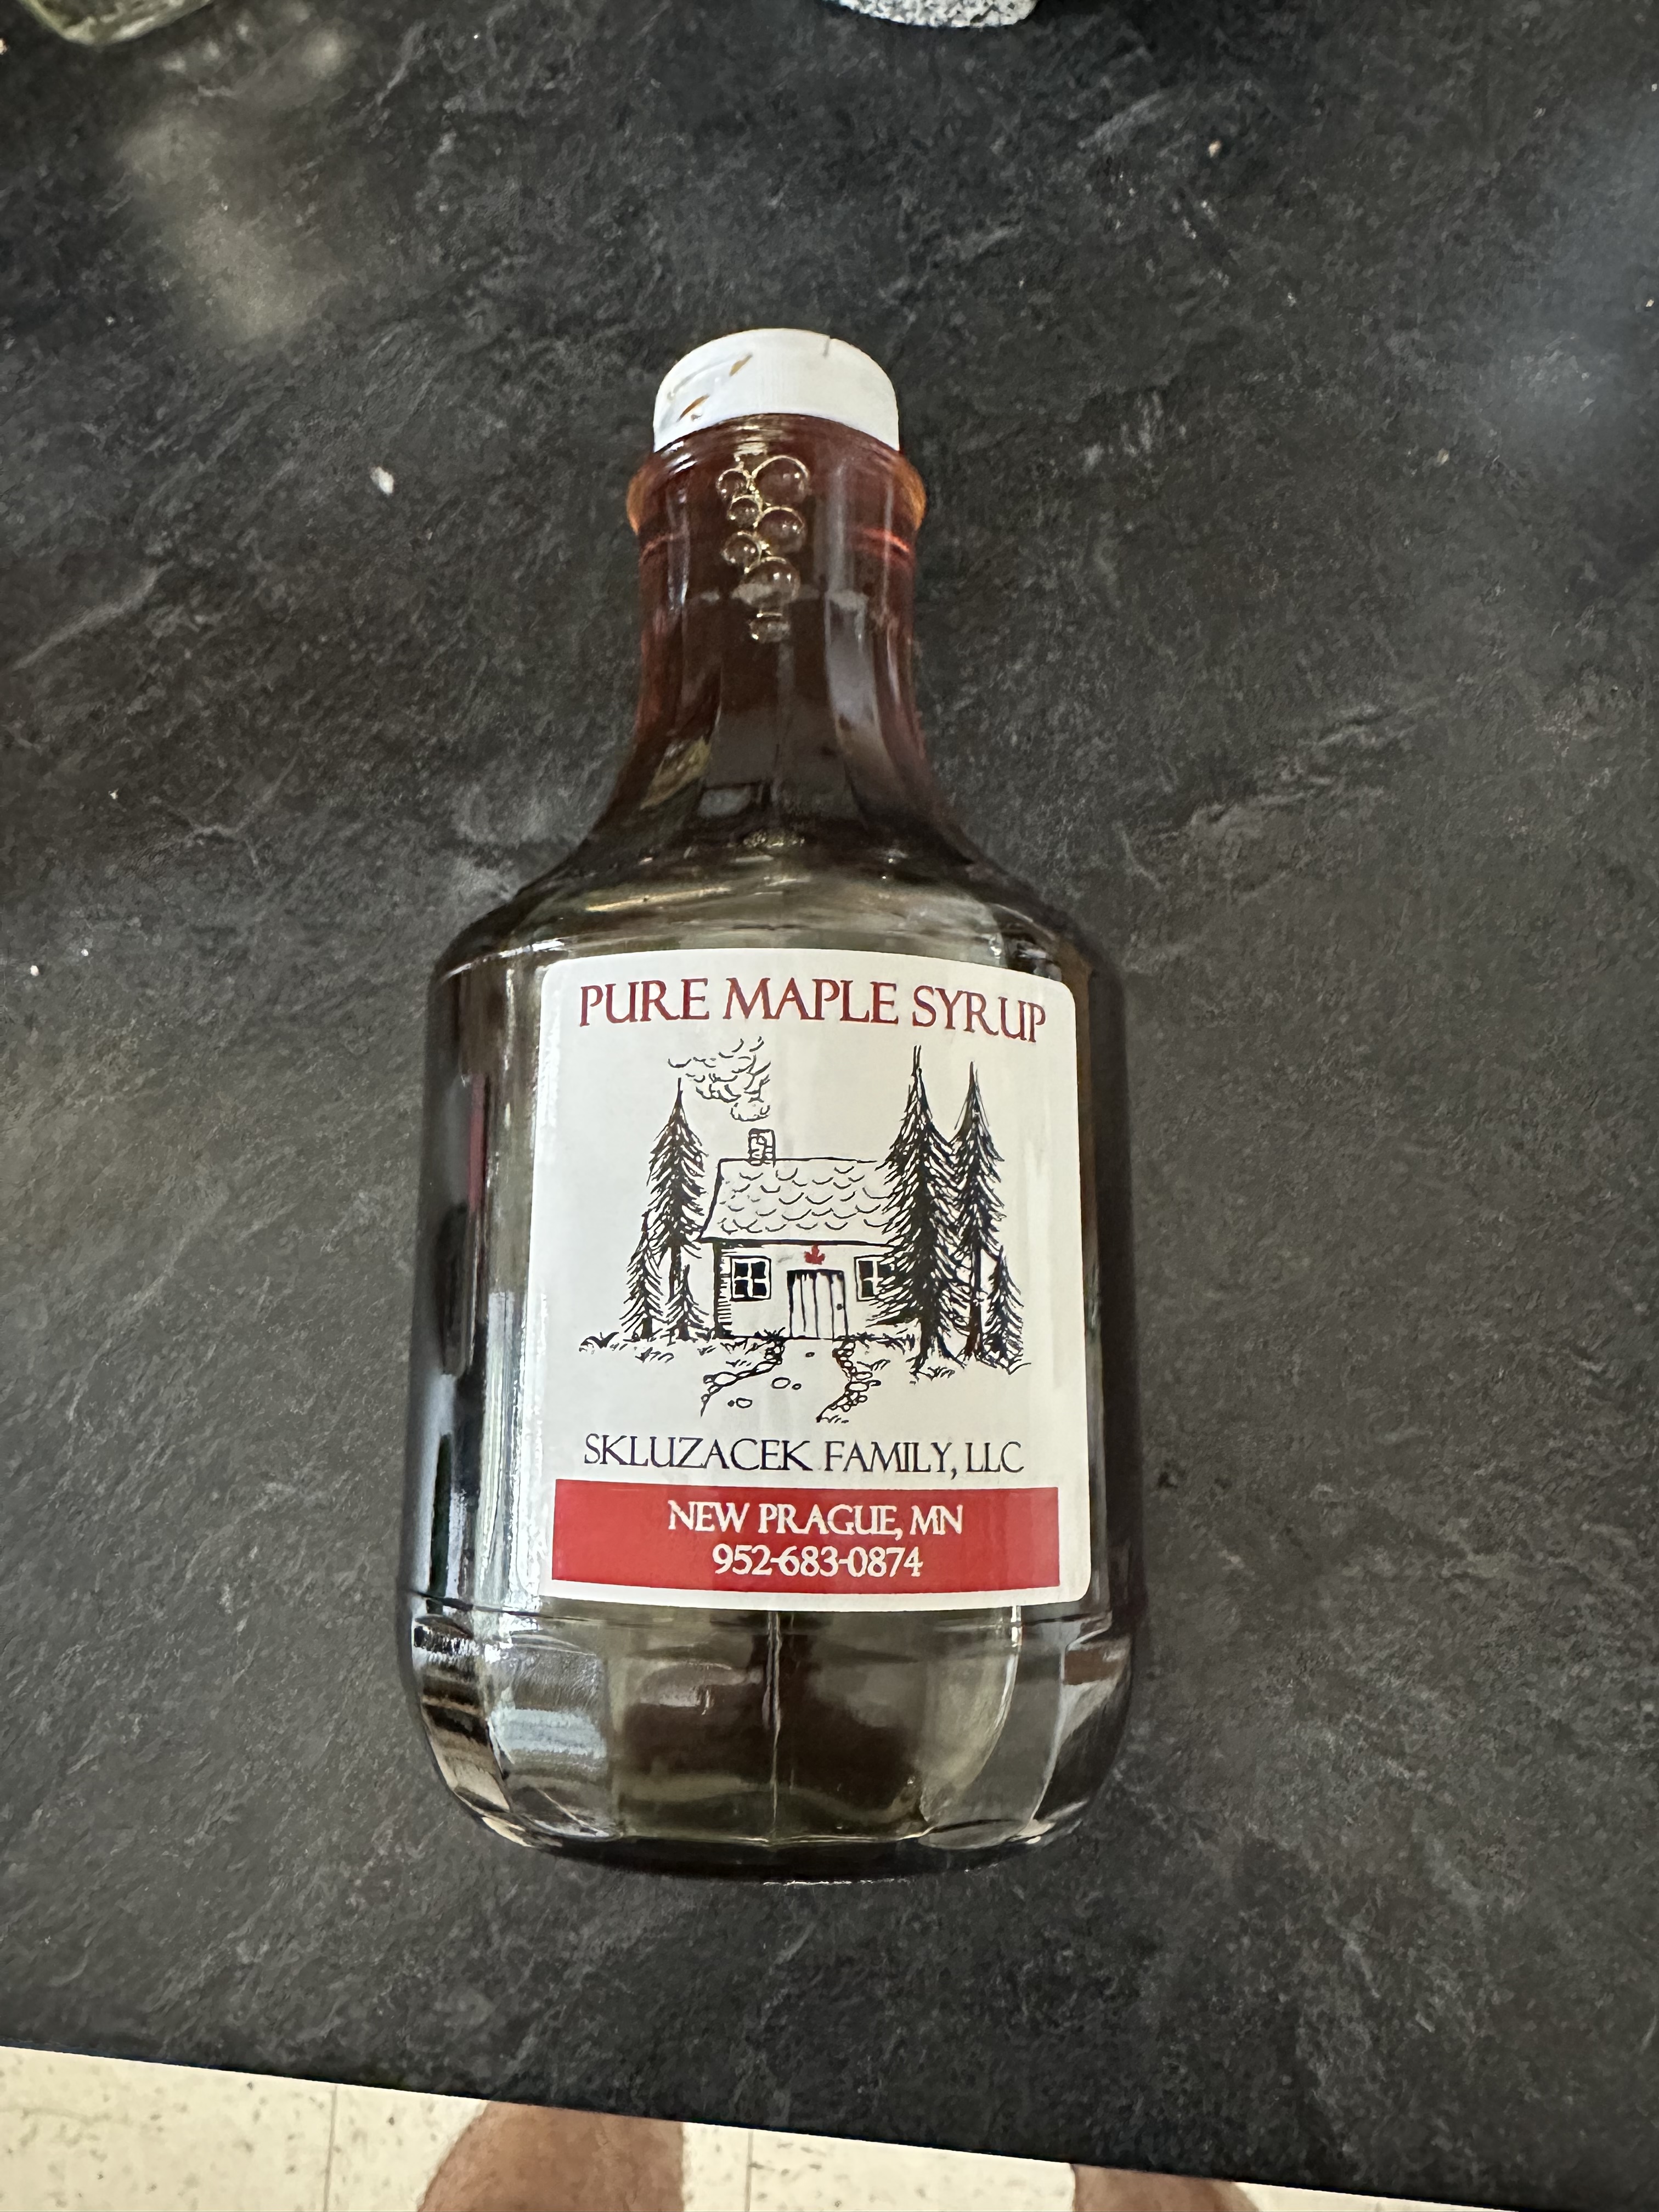 PURE MAPLE SYRUP
SKLUZACEK FAMILY, LLC
NEW PRAGUE, MN
952-683-0874